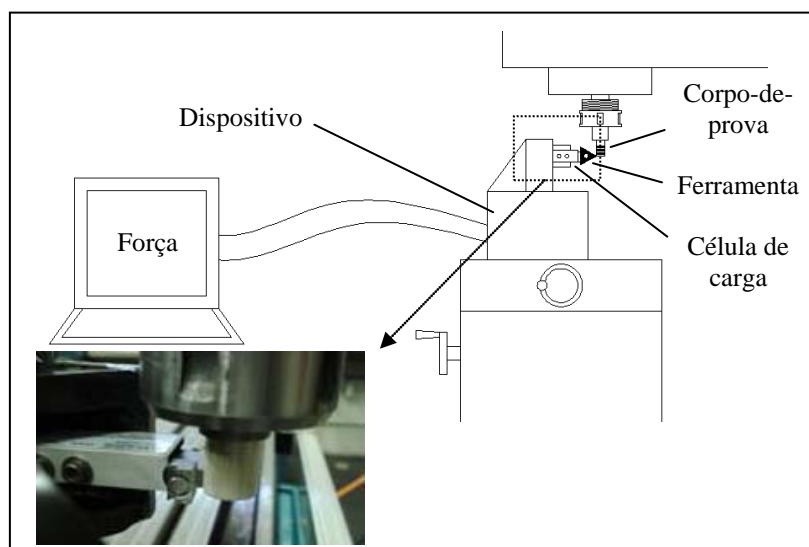 Dispositivo
Corpo-de-
prova
Ferramenta
Célula de
carga
Força